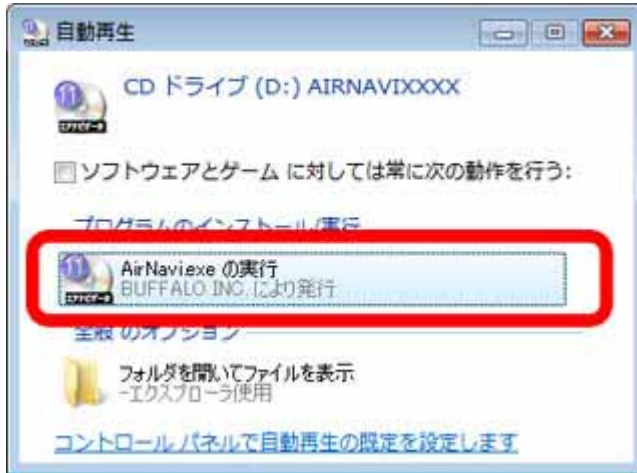 自動再生
CD ドライブ (D:) AIRNAVIXXXX
ソフトウェアとゲーム に対しては常に次の動作を行う:
プログラムのインストール/実行
AirNavi.exe の実行
BUFFALO INC. により発行
全般 のオプション
フォルダを開いてファイルを表示
-エクスプローラ使用
コントロール パネルで自動再生の既定を設定します